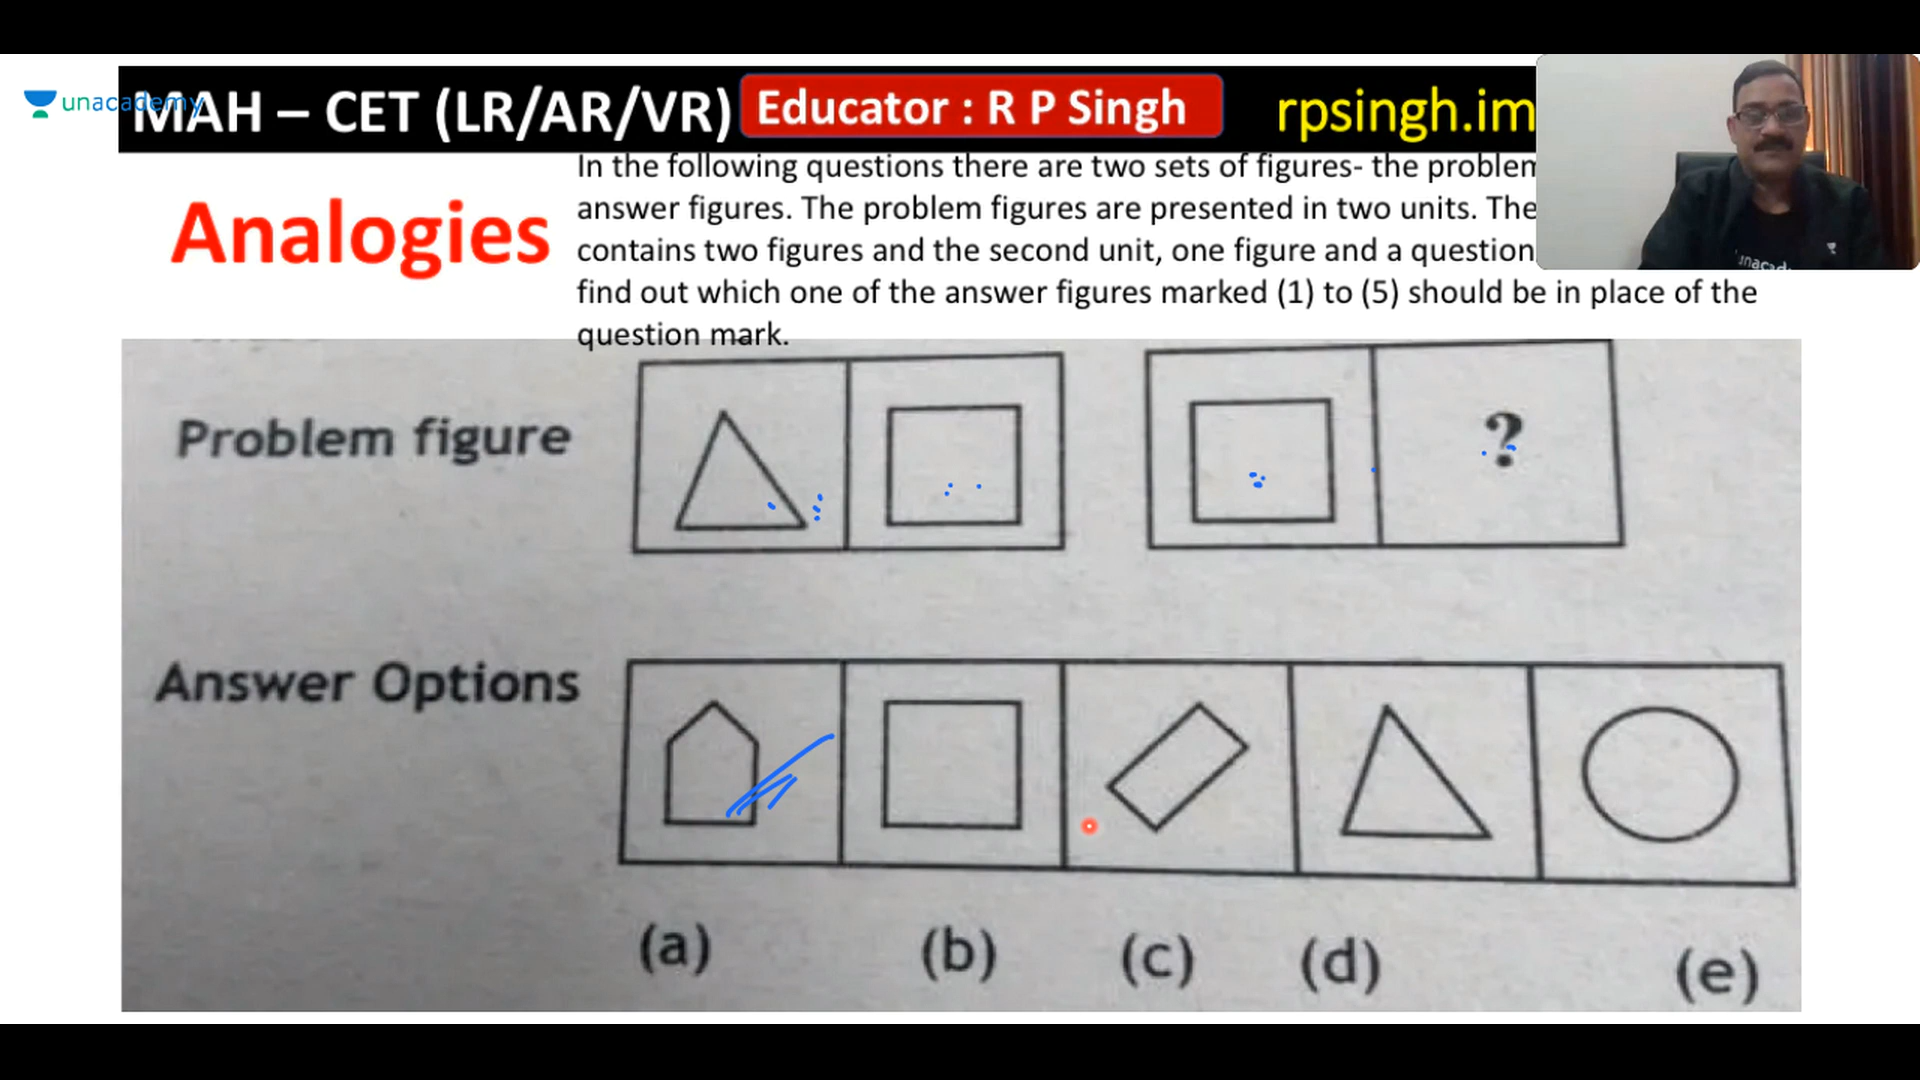 unacademy
MAH – CET (LR/AR/VR)
Educator : R P Singh
rpsingh.im
Analogies
In the following questions there are two sets of figures- the problem
answer figures. The problem figures are presented in two units. The
contains two figures and the second unit, one figure and a question
find out which one of the answer figures marked (1) to (5) should be in place of the
question mark.
Problem figure
?
Answer Options
(a) (b) (c) (d) (e)